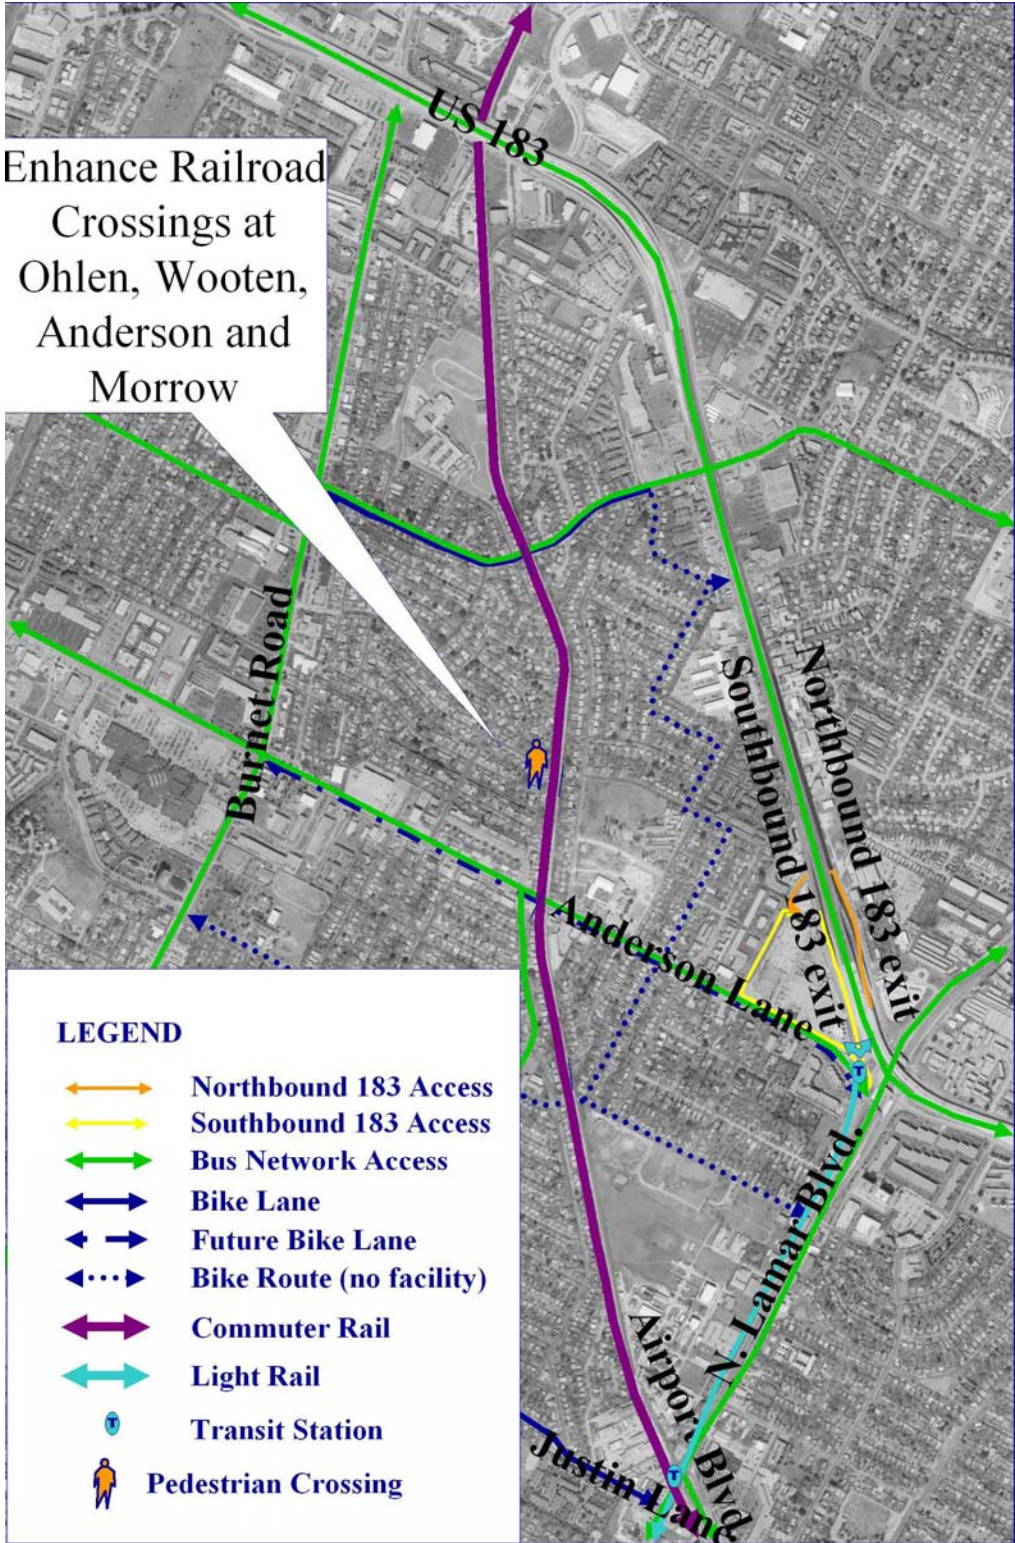 US 183
Enhance Railroad
Crossings at
Ohlen, Wooten,
Anderson and
Morrow
Burnet Road
Northbound 183 exit
Southbound 183 exit
Anderson Lane
N. Lamar Blvd.
Airport Blvd
Justin Lane
T
T
LEGEND
Northbound 183 Access
Southbound 183 Access
Bus Network Access
Bike Lane
Future Bike Lane
Bike Route (no facility)
Commuter Rail
Light Rail
T
Transit Station
Pedestrian Crossing